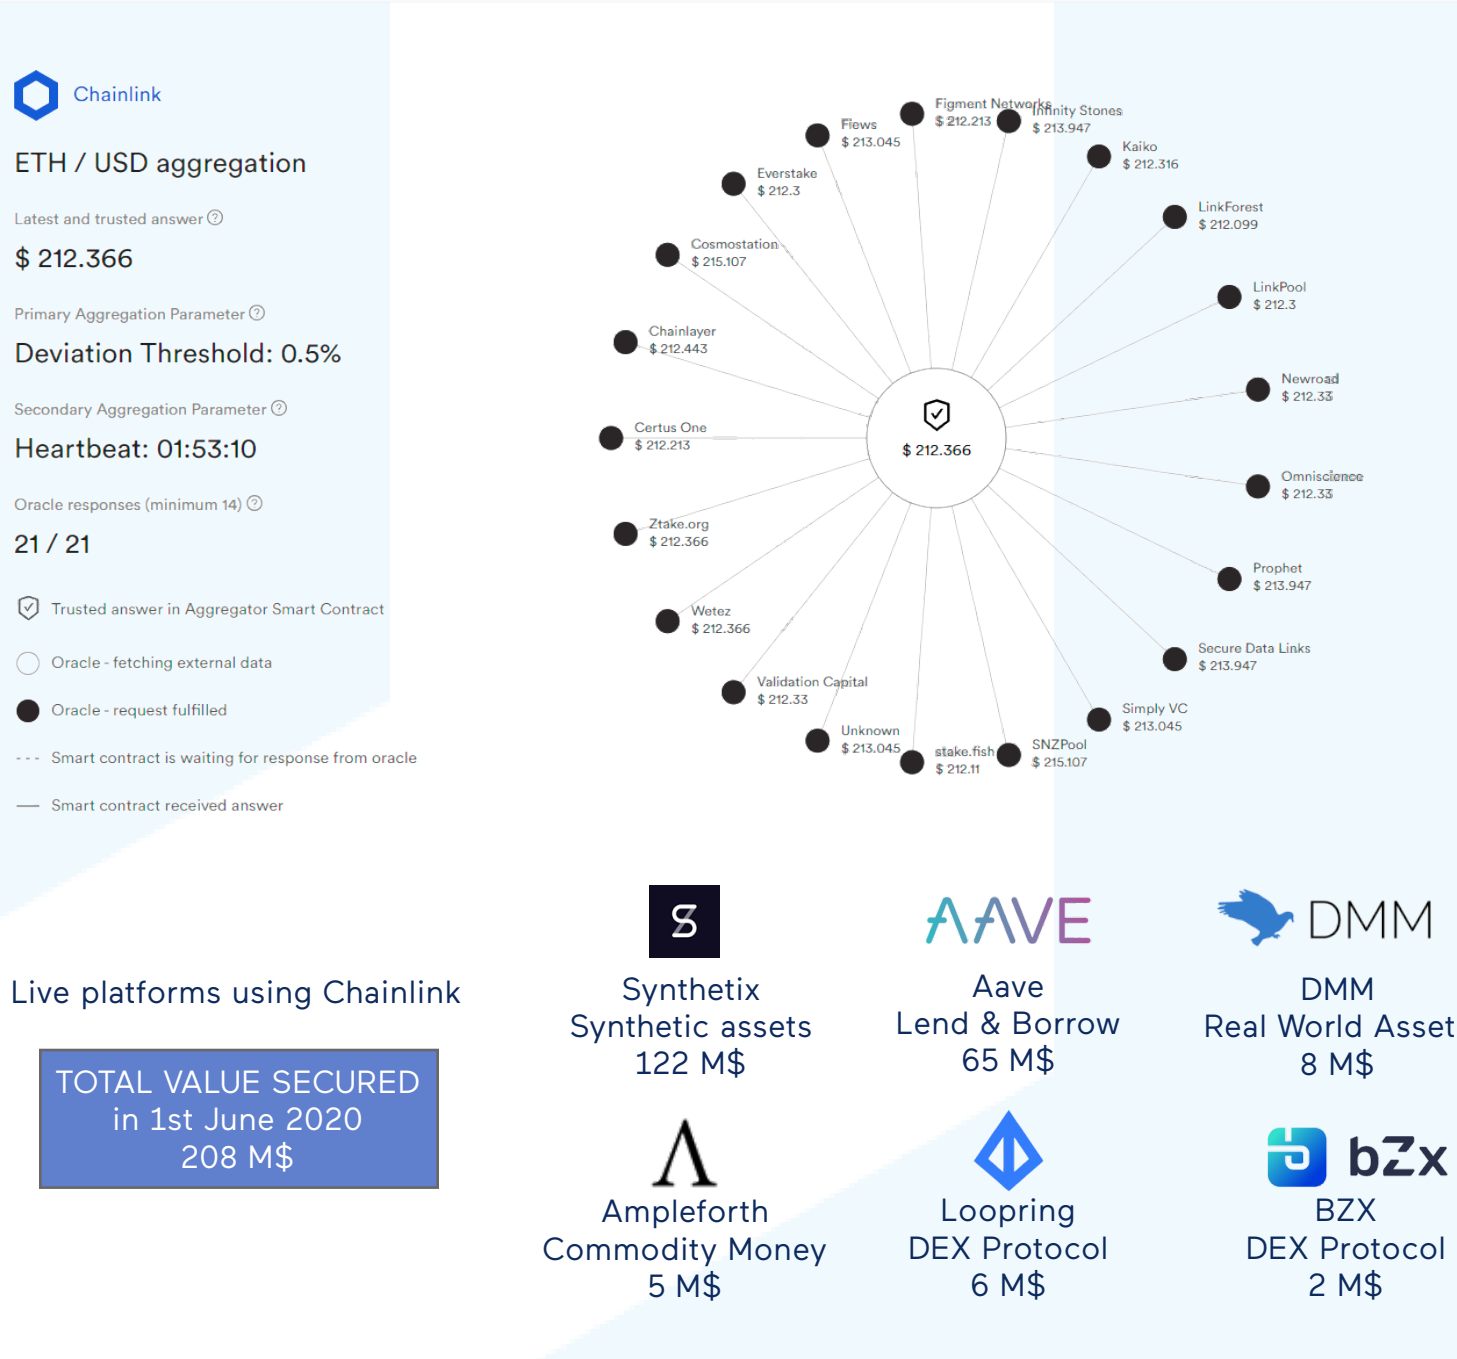 Chainlink
ETH / USD aggregation
Latest and trusted answer ?
$ 212.366
Primary Aggregation Parameter ?
Deviation Threshold: 0.5%
Secondary Aggregation Parameter ?
Heartbeat: 01:53:10
Oracle responses (minimum 14) ?
21 / 21
Trusted answer in Aggregator Smart Contract
Oracle - fetching external data
Oracle - request fulfilled
Smart contract is waiting for response from oracle
Smart contract received answer
Figment Networks
$ 212.213
Infinity Stones
$ 213.947
Kaiko
$ 212.316
LinkForest
$ 212.099
LinkPool
$ 212.3
Newroad
$ 212.33
Omniscience
$ 212.33
Prophet
$ 213.947
Secure Data Links
$ 213.947
Simply VC
$ 213.045
SNZPool
$ 215.107
stake.fish
$ 212.11
Unknown
$ 213.045
Validation Capital
$ 212.33
Wetez
$ 212.366
Ztake.org
$ 212.366
Certus One
$ 212.213
Chainlayer
$ 212.443
Cosmostation
$ 215.107
Everstake
$ 212.3
Fiews
$ 213.045
$ 212.366
Live platforms using Chainlink
TOTAL VALUE SECURED
in 1st June 2020
208 M$
S
Synthetix
Synthetic assets
122 M$
AAVE
Aave
Lend & Borrow
65 M$
DMM
DMM
Real World Asset
8 M$
Ampleforth
Commodity Money
5 M$
Loopring
DEX Protocol
6 M$
bZx
BZX
DEX Protocol
2 M$